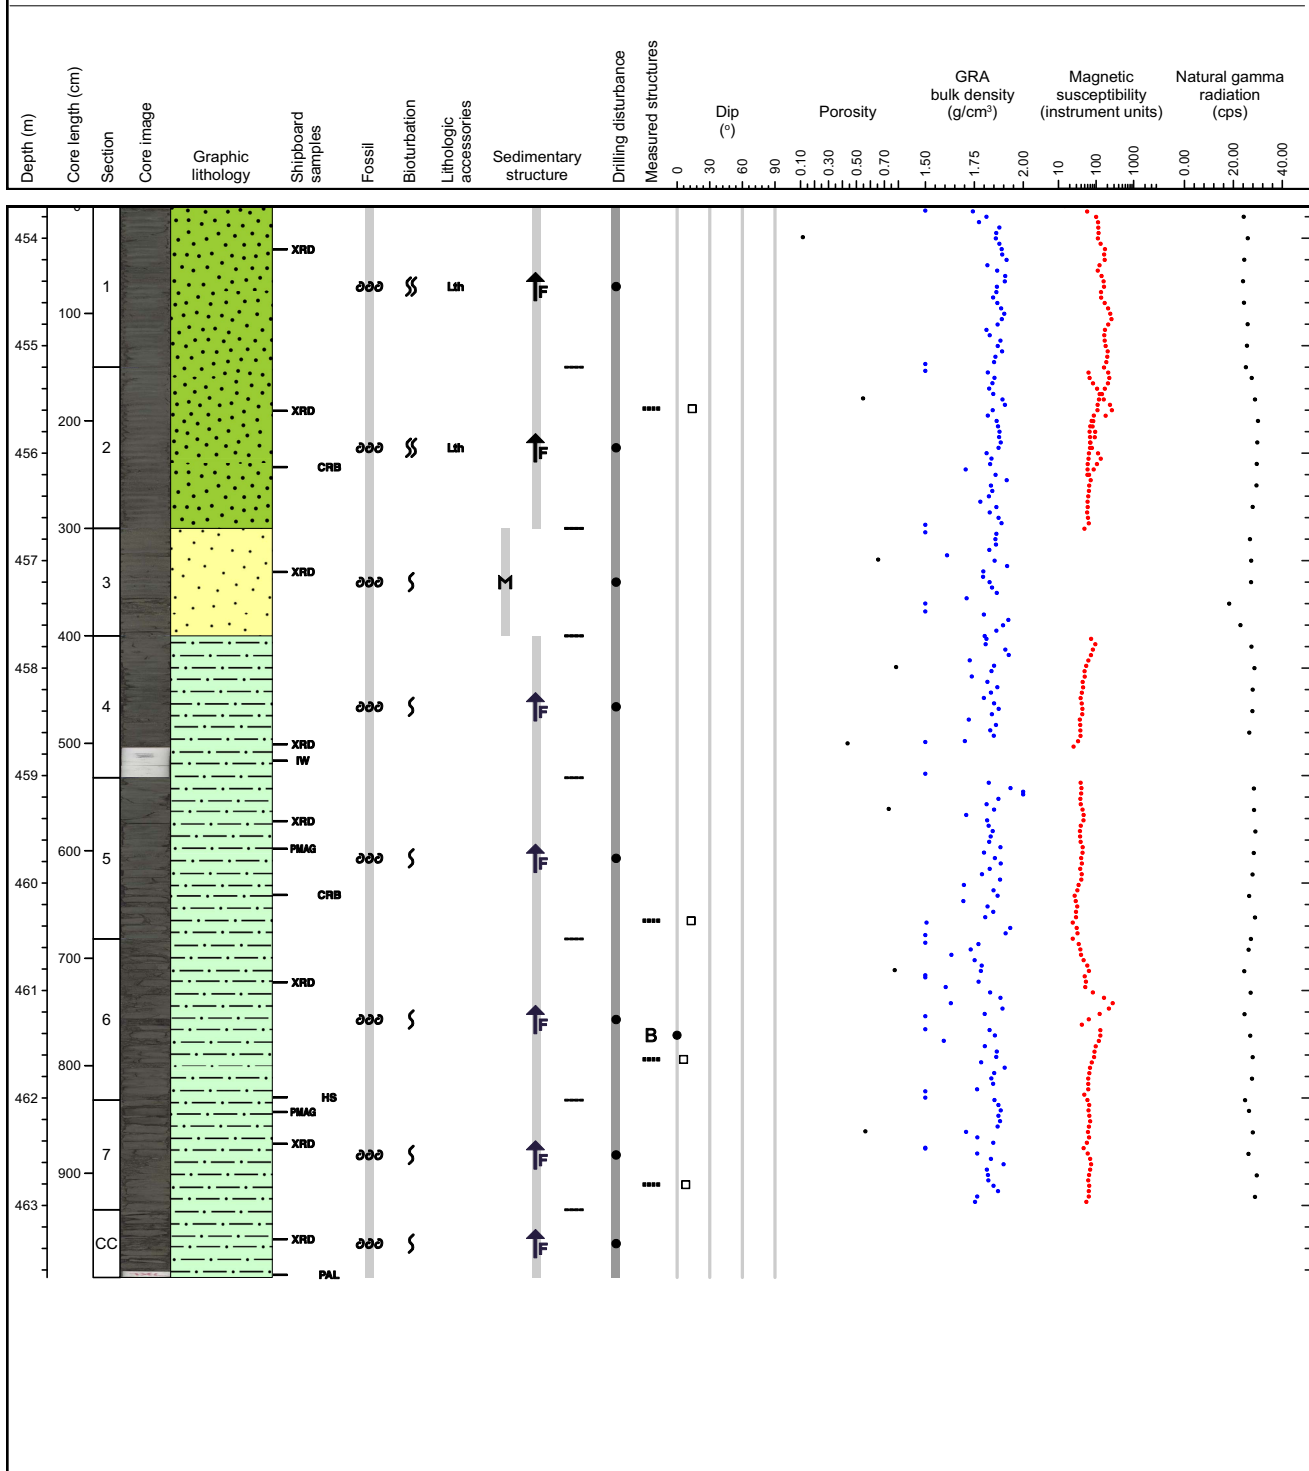 Depth (m)
Core length (cm)
Section
Core image
Graphic
lithology
Shipboard
samples
Fossil
Bioturbation
Lithologic
accessories
Sedimentary
structure
Drilling disturbance
Measured structures
Dip
(°)
Porosity
GRA
bulk density
(g/cm³)
Magnetic
susceptibility
(instrument units)
Natural gamma
radiation
(cps)
0 30 60 90
0.10 0.30 0.50 0.70
1.50 1.75 2.00
10 100 1000
0.00 20.00 40.00
454
XRD
1 Lth F
100
455
XRD
200
2 Lth F
456
CRB
300
457
XRD
3 M
400
458
4 F
500 XRD
IW
459
XRD
PMAG
600
5 F
460
CRB
700
XRD
461
6 F
B
800
HS
462
PMAG
XRD
7 F
900
463
XRD
CC F
PAL